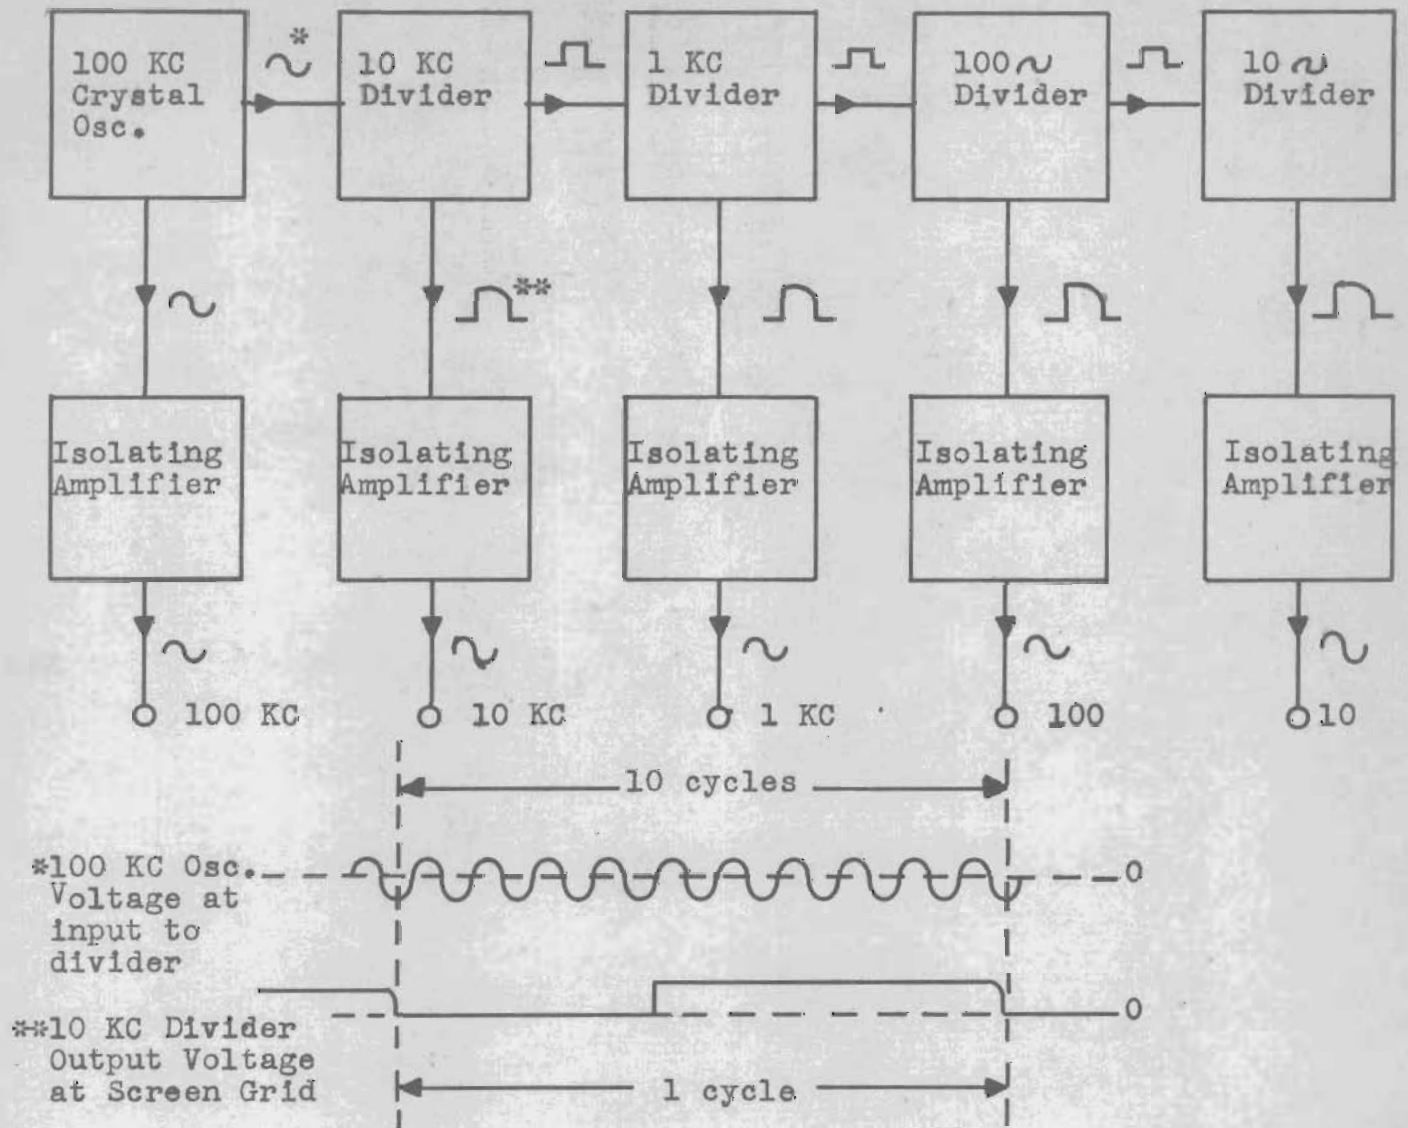 100 KC
Crystal
Osc.
*
10 KC
Divider
1 KC
Divider
100∿
Divider
10∿
Divider
**
Isolating
Amplifier
Isolating
Amplifier
Isolating
Amplifier
Isolating
Amplifier
Isolating
Amplifier
100 KC
10 KC
1 KC
100
10
10 cycles
*100 KC Osc.
Voltage at
input to
divider
0
**10 KC Divider
Output Voltage
at Screen Grid
0
1 cycle